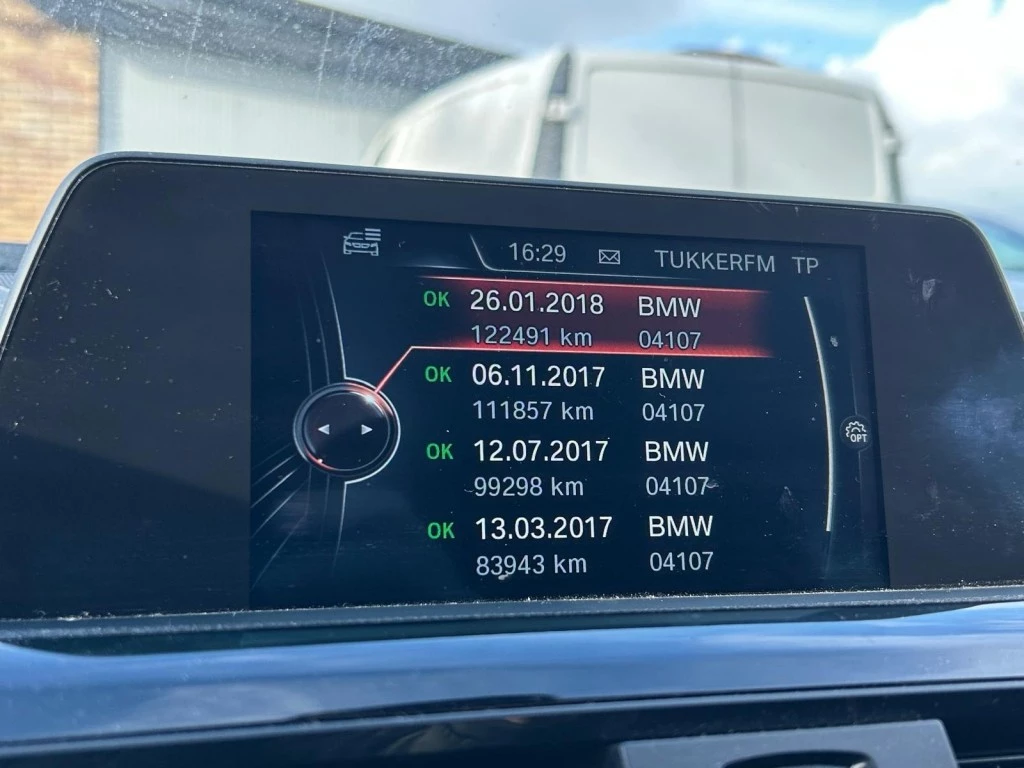 16:29 TUKKERFM TP
OK 26.01.2018 BMW
122491 km 04107
OK 06.11.2017 BMW
111857 km 04107
OK 12.07.2017 BMW
99298 km 04107
OPT
OK 13.03.2017 BMW
83943 km 04107